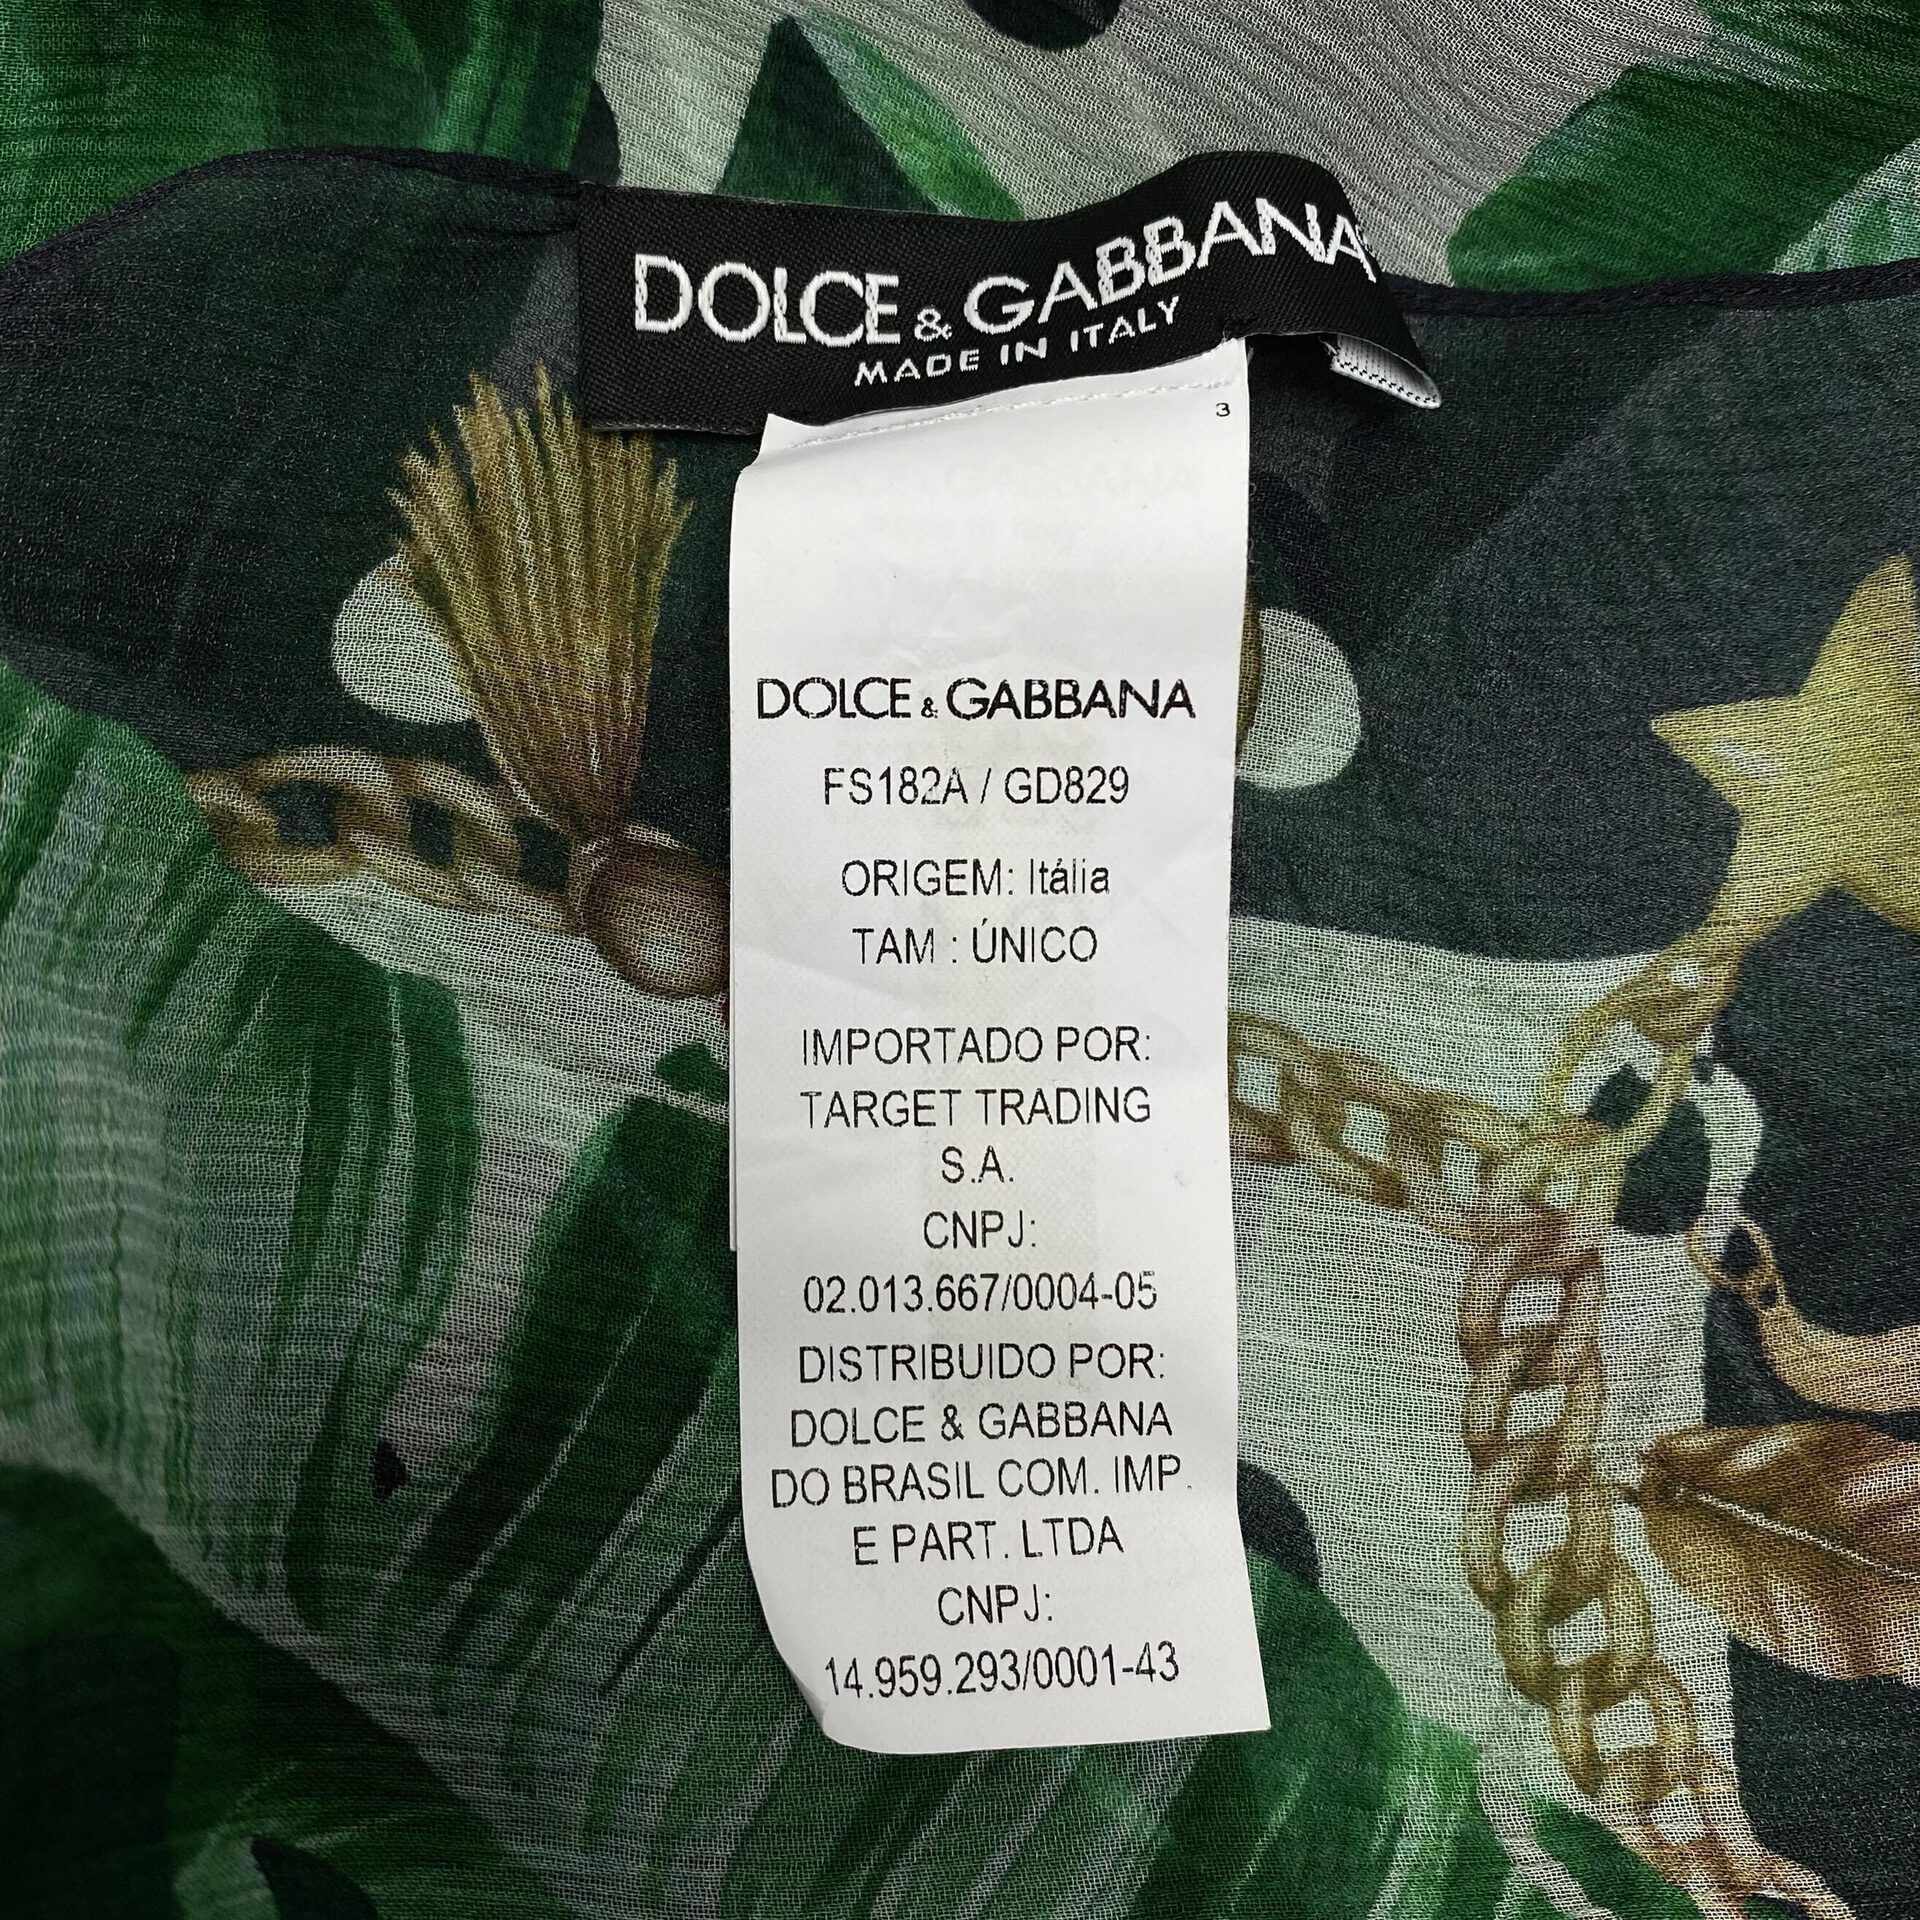 DOLCE & GABBANA
MADE IN ITALY
3
DOLCE & GABBANA
FS182A / GD829
ORIGEM: Itália
TAM : ÚNICO
IMPORTADO POR:
TARGET TRADING
S.A.
CNPJ:
02.013.667/0004-05
DISTRIBUIDO POR:
DOLCE & GABBANA
DO BRASIL COM. IMP.
E PART. LTDA
CNPJ:
14.959.293/0001-43